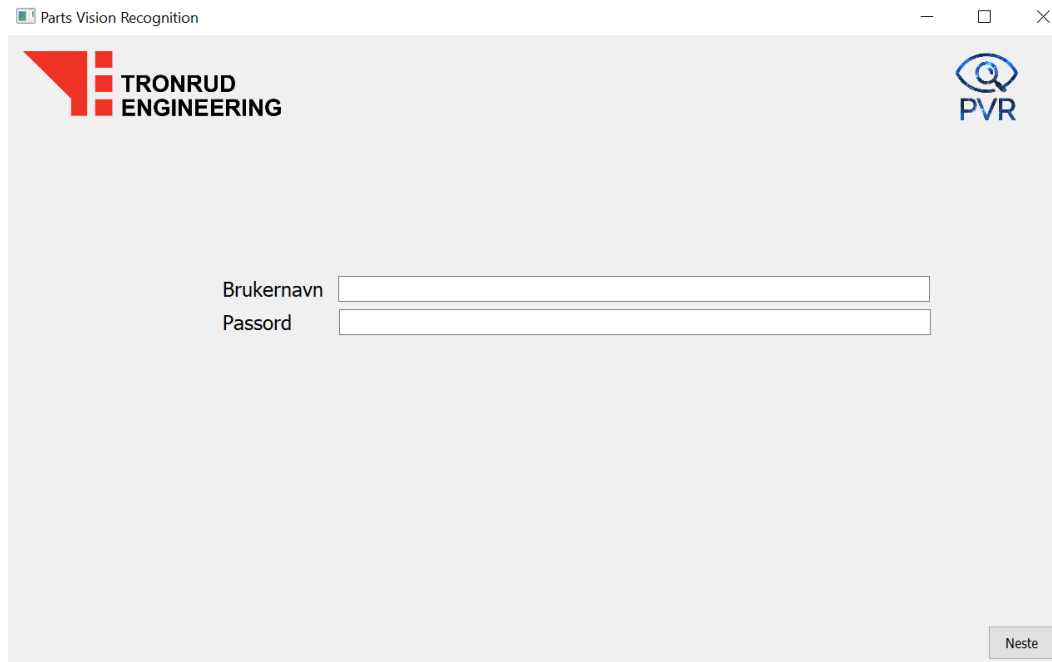 Parts Vision Recognition
TRONRUD
ENGINEERING
PVR
Brukernavn
Passord
Neste